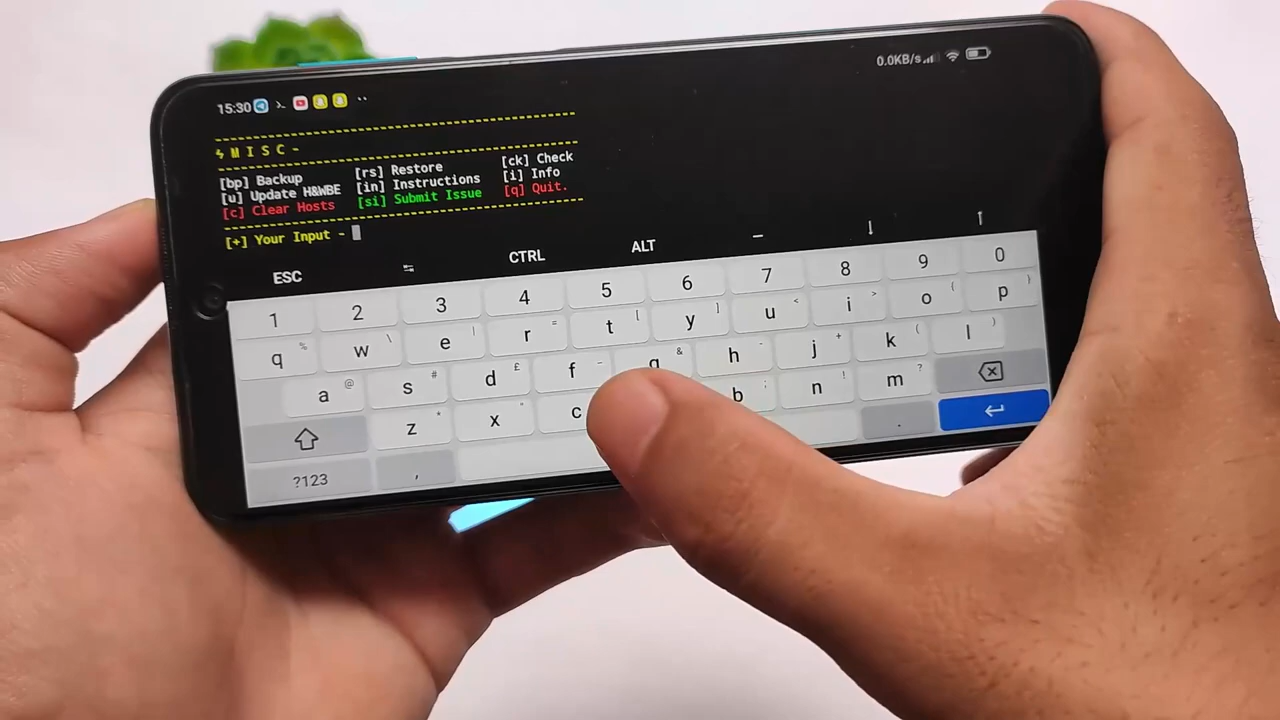 15:30 0.0KB/s
ϟ M I S C -
[bp] Backup [rs] Restore [ck] Check
[u] Update H&WBE [in] Instructions [i] Info
[c] Clear Hosts [si] Submit Issue [q] Quit.
[+] Your Input -
ESC ⇆ CTRL ALT – ↓ ↑
1 2 3 4 5 6 7 8 9 0
q % w \ e | r = t [ y ] u < i > o { p }
a @ s # d £ f - g & h - j + k ( l )
z * x " c b ; n ! m ?
?123 , .